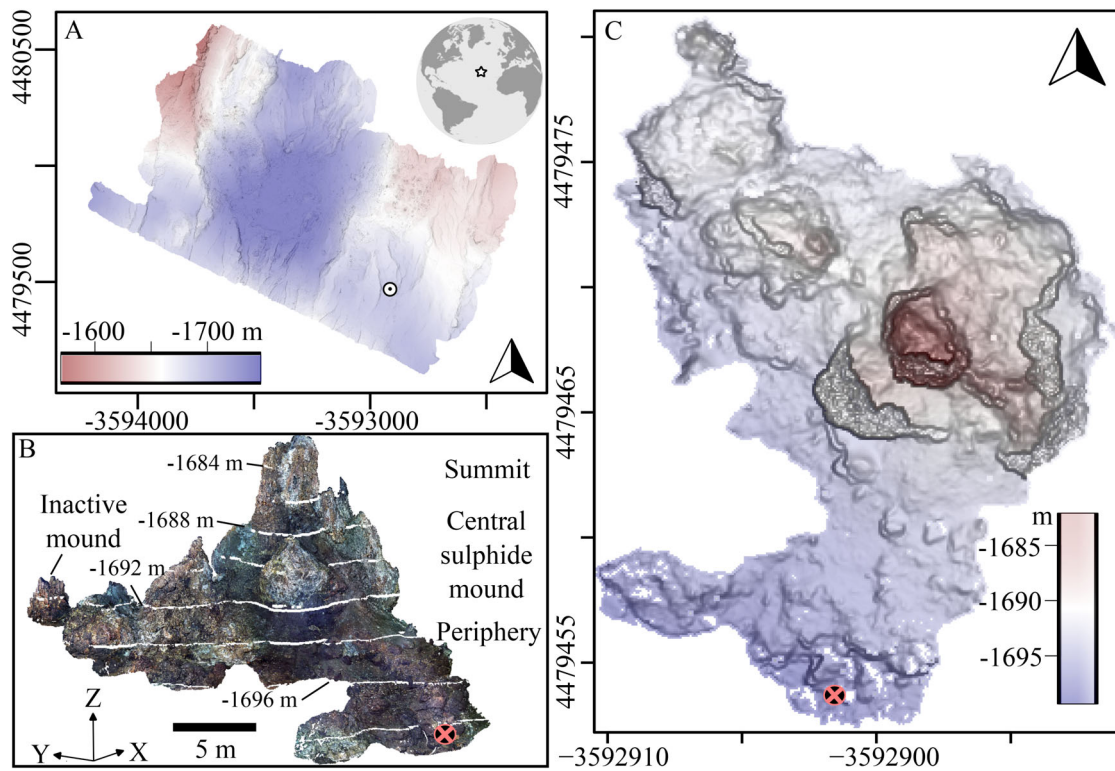 A
4480500
4479500
-1600
-1700 m
-3594000
-3593000
B
-1684 m
Summit
Inactive
mound
-1688 m
Central
sulphide
mound
-1692 m
Periphery
-1696 m
Z
Y
X
5 m
C
4479475
4479465
4479455
m
-1685
-1690
-1695
−3592910
−3592900